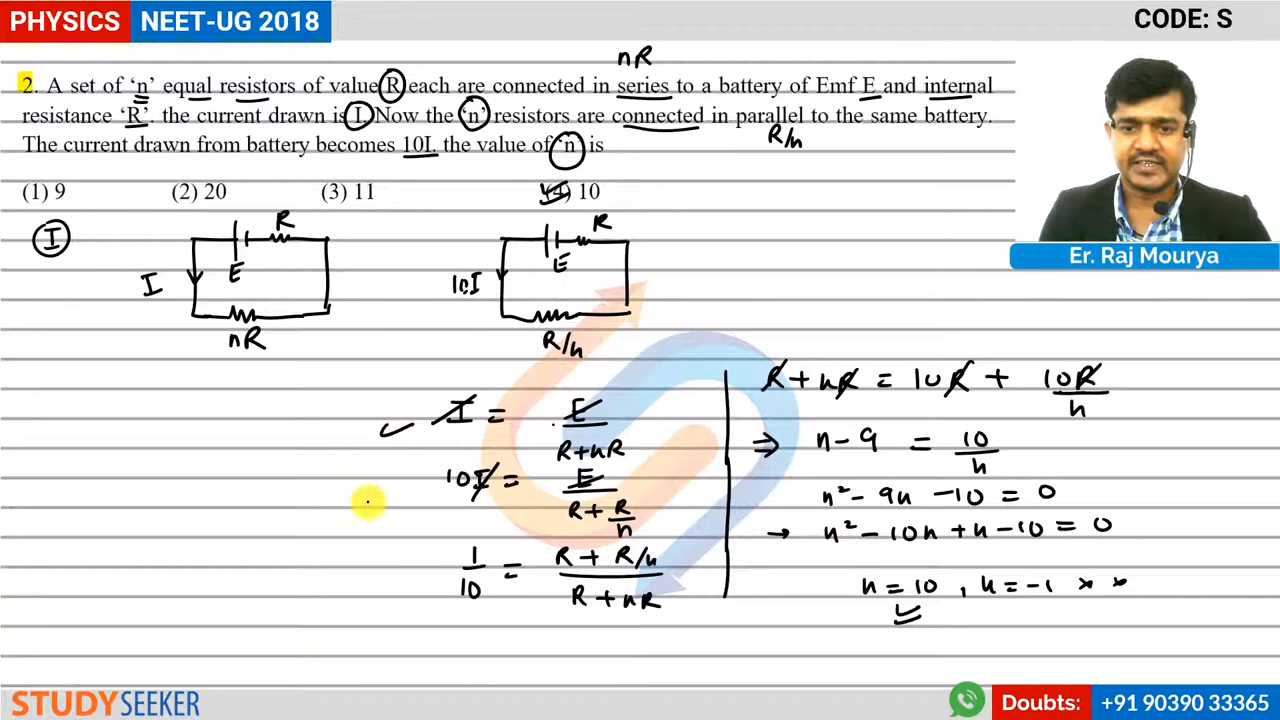 PHYSICS NEET-UG 2018
CODE: S
nR
2. A set of 'n' equal resistors of value R each are connected in series to a battery of Emf E and internal
resistance 'R'. the current drawn is I. Now the 'n' resistors are connected in parallel to the same battery.
R/n
The current drawn from battery becomes 10I. the value of 'n' is
(1) 9 (2) 20 (3) 11 (4) 10
I
R
E
I
nR
R
E
10I
R/n
I = E / R+nR
10I = E / R + R/n
1/10 = R + R/n / R + nR
R + nR = 10R + 10R/n
⇒ n - 9 = 10/n
n² - 9n - 10 = 0
→ n² - 10n + n - 10 = 0
n = 10 , n = -1 × ×
Er. Raj Mourya
STUDY SEEKER
Doubts: +91 90390 33365